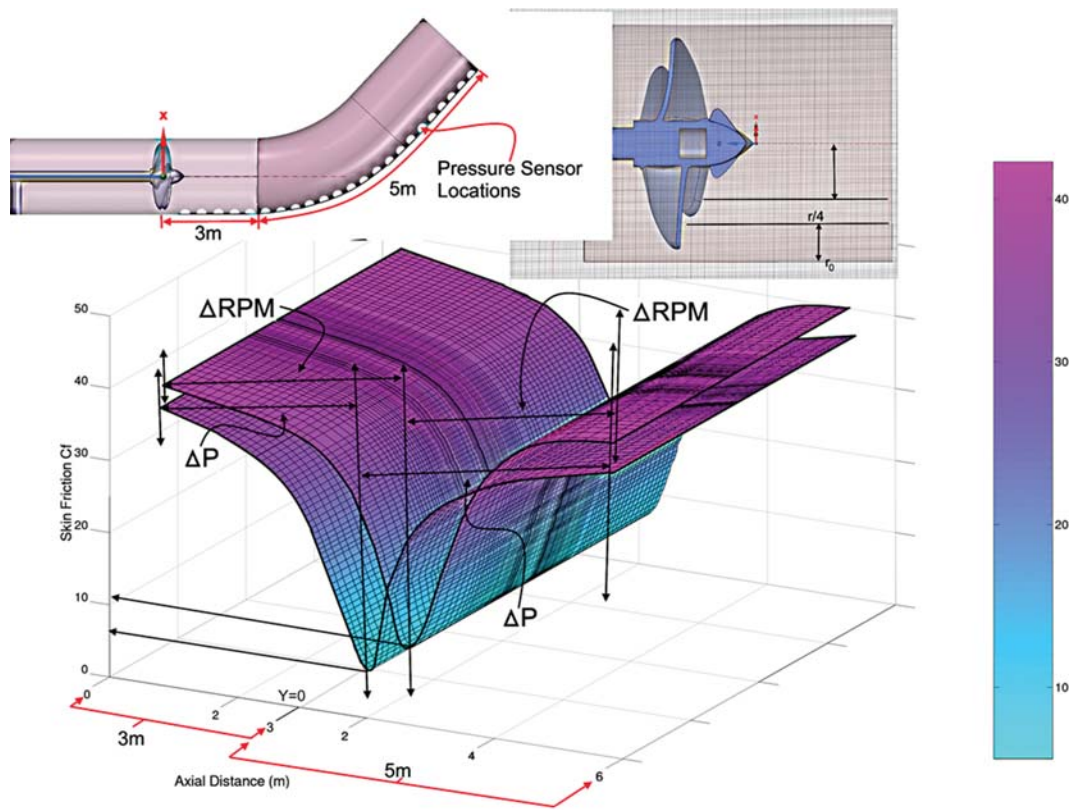 x
Pressure Sensor
Locations
5m
3m
x
r/4
r₀
50
40
30
20
10
0
Skin Friction Cf
ΔRPM
ΔRPM
ΔP
ΔP
0
2
Y=0
3
2
4
6
3m
5m
Axial Distance (m)
40
30
20
10